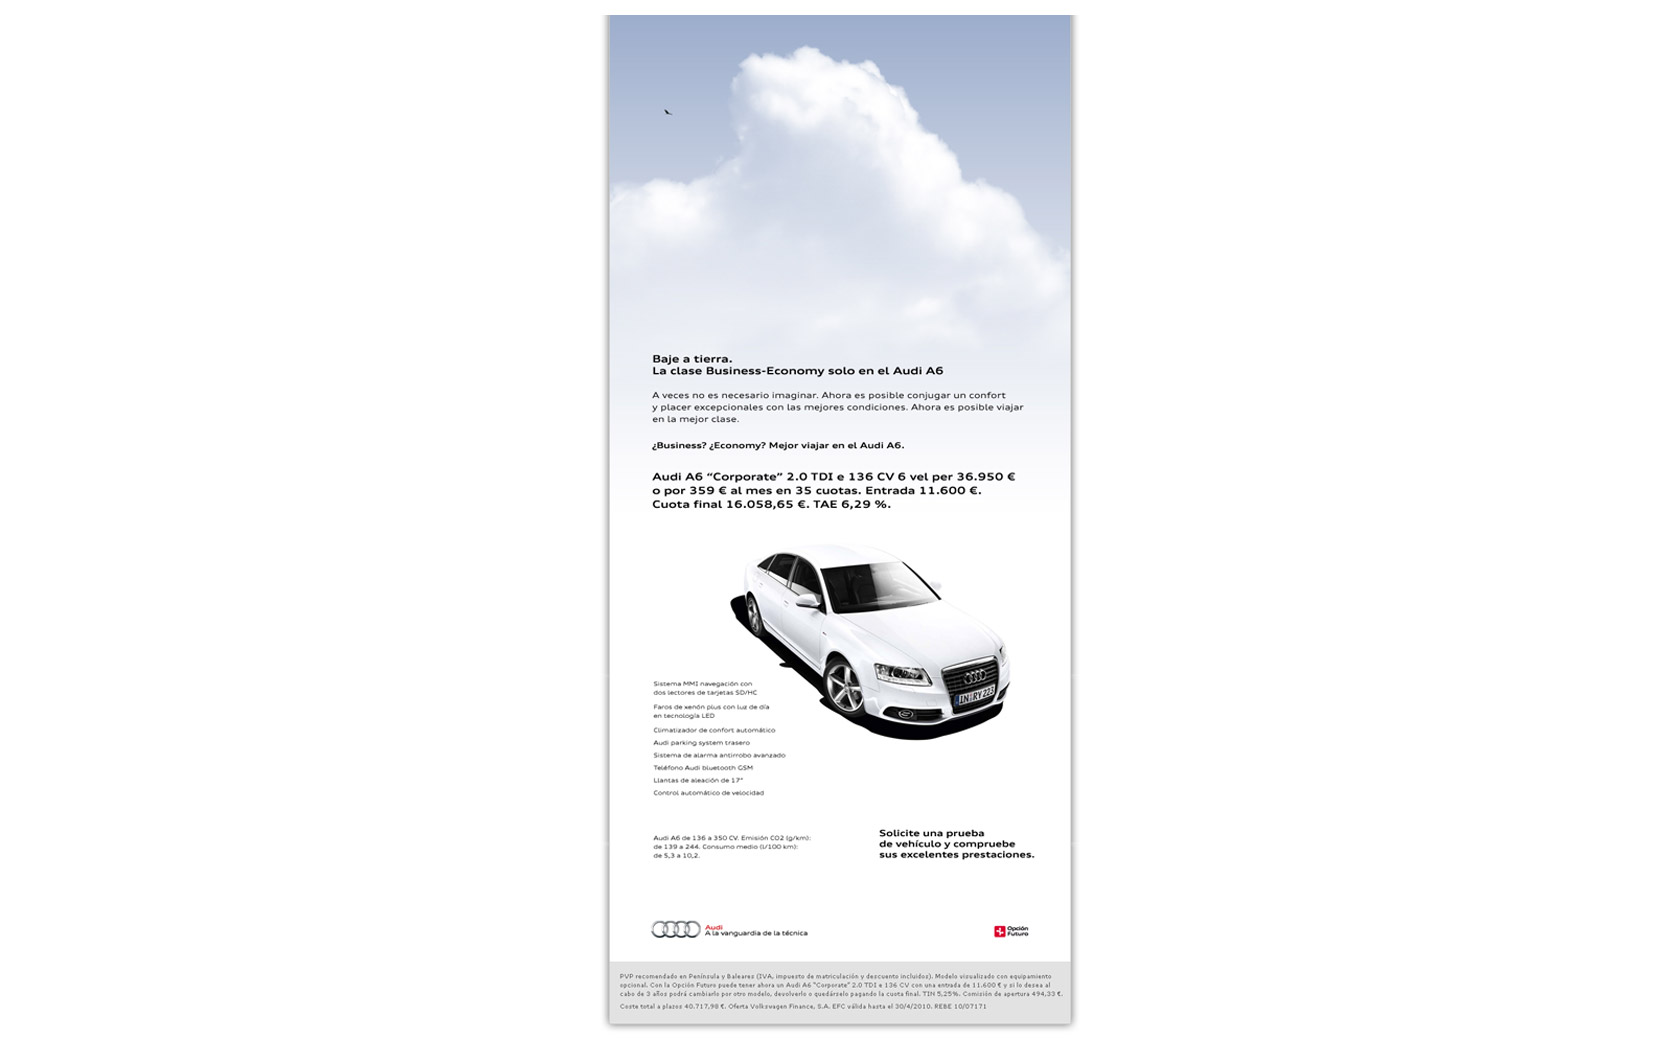 Baje a tierra.
La clase Business-Economy solo en el Audi A6
A veces no es necesario imaginar. Ahora es posible conjugar un confort
y placer excepcionales con las mejores condiciones. Ahora es posible viajar
en la mejor clase.
¿Business? ¿Economy? Mejor viajar en el Audi A6.
Audi A6 “Corporate” 2.0 TDI e 136 CV 6 vel per 36.950 €
o por 359 € al mes en 35 cuotas. Entrada 11.600 €.
Cuota final 16.058,65 €. TAE 6,29 %.
IN·RY 223
Sistema MMI navegación con
dos lectores de tarjetas SD/HC
Faros de xenón plus con luz de día
en tecnología LED
Climatizador de confort automático
Audi parking system trasero
Sistema de alarma antirrobo avanzado
Teléfono Audi bluetooth GSM
Llantas de aleación de 17"
Control automático de velocidad
Audi A6 de 136 a 350 CV. Emisión CO2 (g/km):
de 139 a 244. Consumo medio (l/100 km):
de 5,3 a 10,2.
Solicite una prueba
de vehículo y compruebe
sus excelentes prestaciones.
Audi
A la vanguardia de la técnica
Opción
Futuro
PVP recomendado en Península y Baleares (IVA, impuesto de matriculación y descuento incluidos). Modelo visualizado con equipamiento
opcional. Con la Opción Futuro puede tener ahora un Audi A6 "Corporate" 2.0 TDI e 136 CV con una entrada de 11.600 € y si lo desea al
cabo de 3 años podrá cambiarlo por otro modelo, devolverlo o quedárselo pagando la cuota final. TIN 5,25%. Comisión de apertura 494,33 €.
Coste total a plazos 40.717,98 €. Oferta Volkswagen Finance, S.A. EFC válida hasta el 30/4/2010. REBE 10/07171